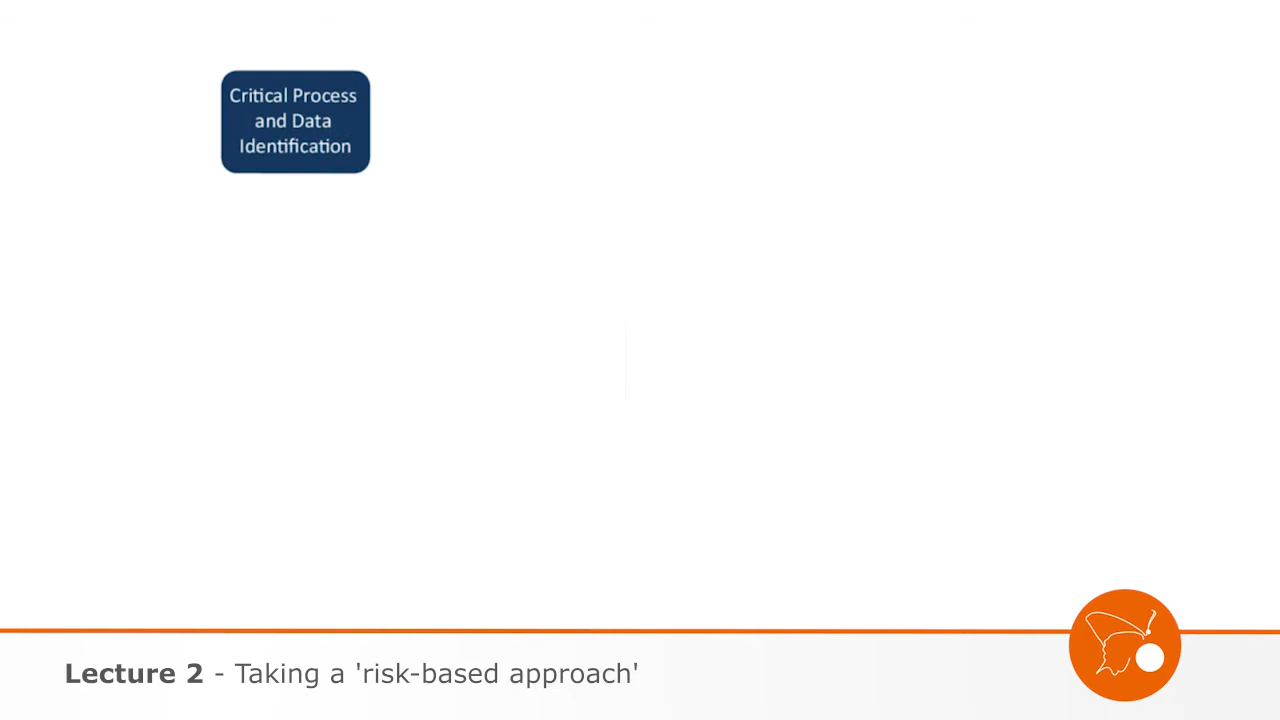 Critical Process
and Data
Identification
Lecture 2 - Taking a 'risk-based approach'